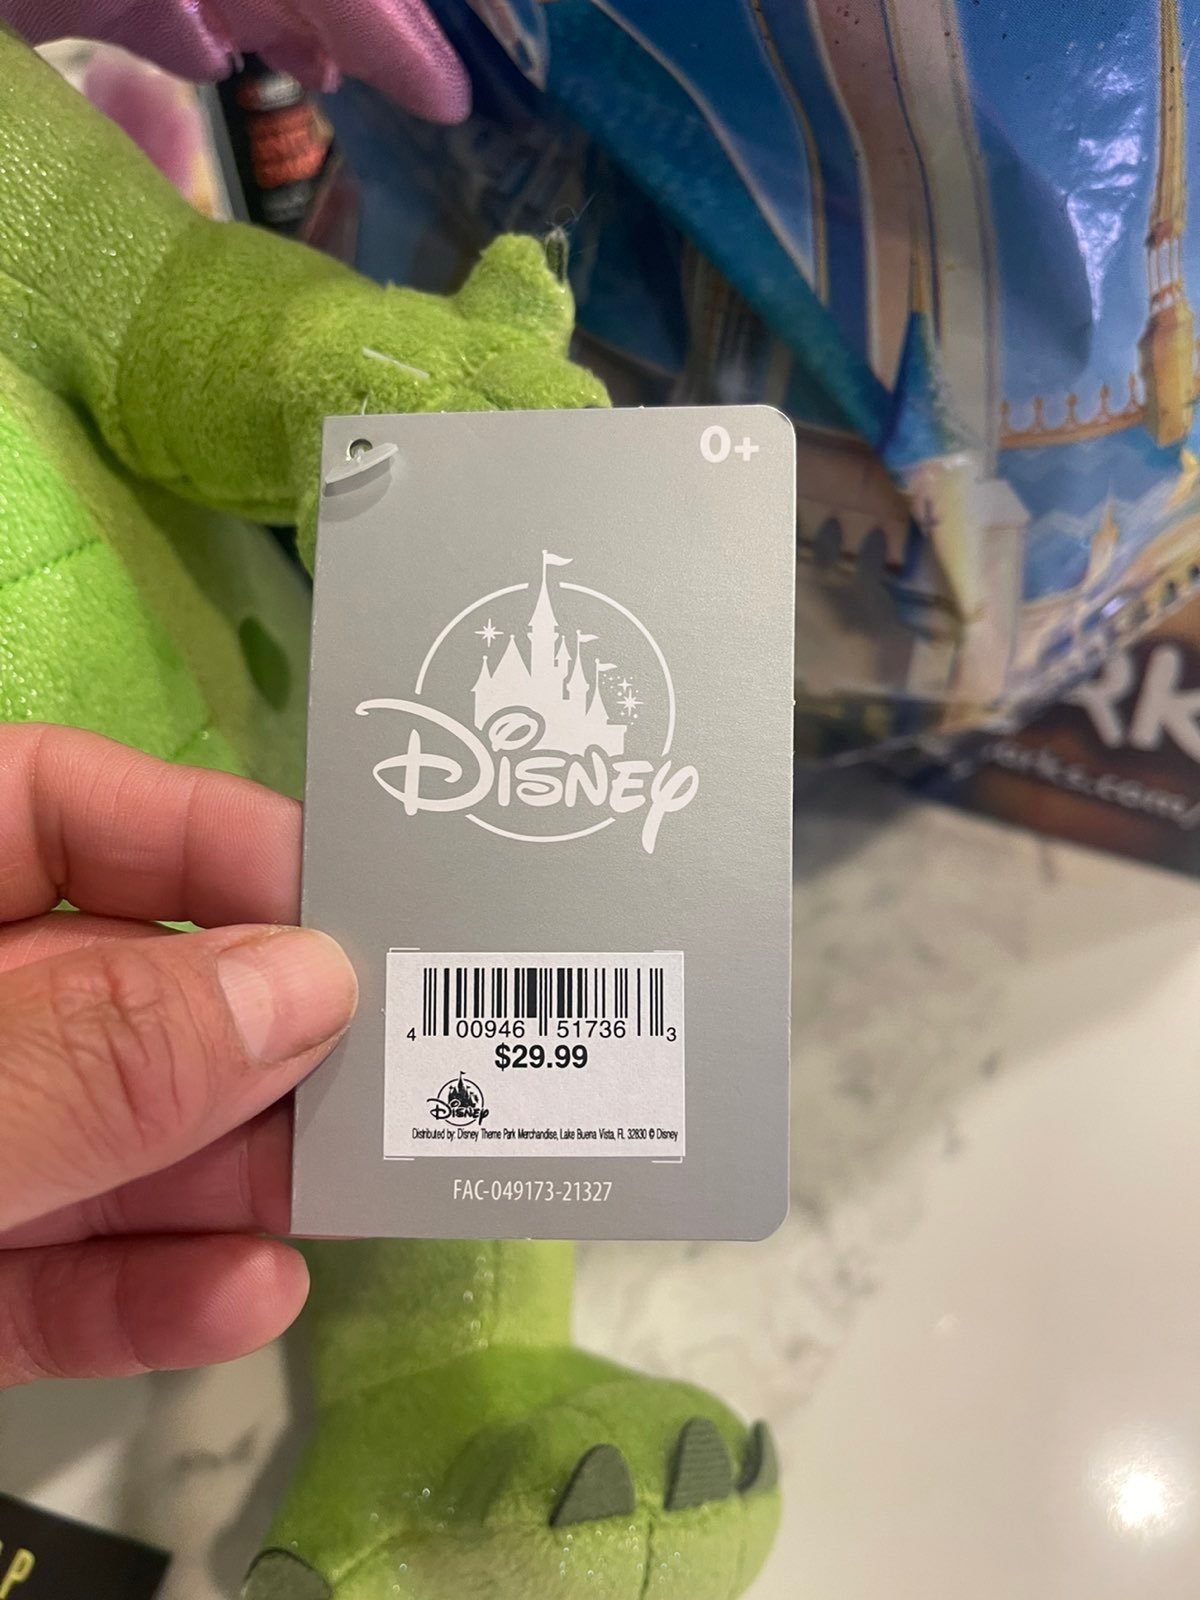 0+
Disney
4 00946 51736 3
$29.99
Disney
Distributed by: Disney Theme Park Merchandise, Lake Buena Vista, FL 32830 © Disney
FAC-049173-21327